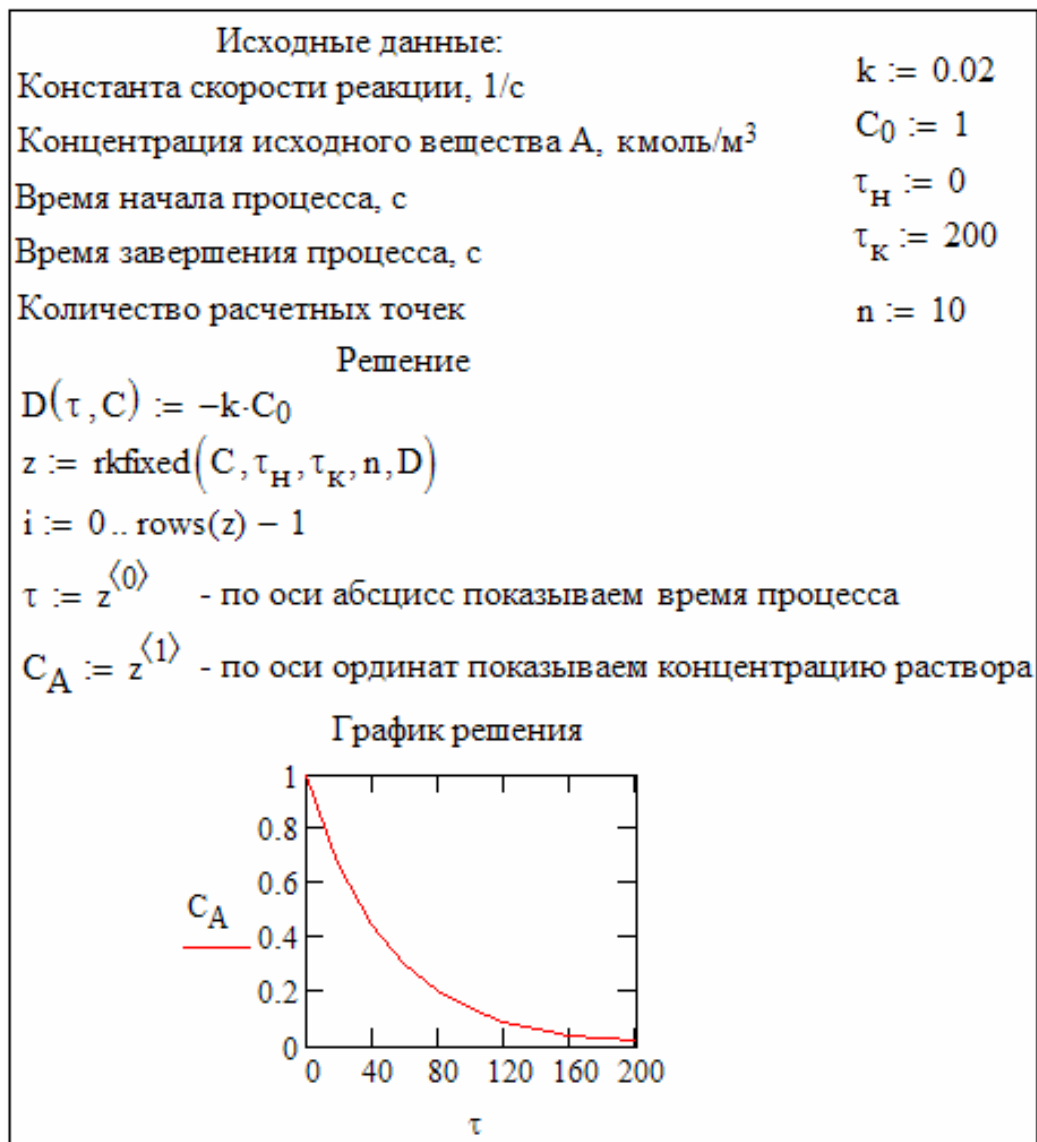 Исходные данные:
Константа скорости реакции, 1/с k := 0.02
Концентрация исходного вещества А, кмоль/м³ C₀ := 1
Время начала процесса, с τн := 0
Время завершения процесса, с τк := 200
Количество расчетных точек n := 10
Решение
D(τ,C) := −k·C₀
z := rkfixed(C,τн,τк,n,D)
i := 0.. rows(z) − 1
τ := z⟨0⟩ - по оси абсцисс показываем время процесса
C_A := z⟨1⟩ - по оси ординат показываем концентрацию раствора
График решения
1
0.8
0.6
C_A
0.4
0.2
0
0 40 80 120 160 200
τ